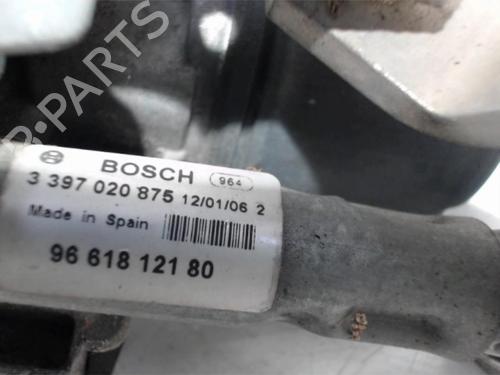 B-PARTS
BOSCH 964
3 397 020 875 12/01/06 2
Made in Spain
96 618 121 80